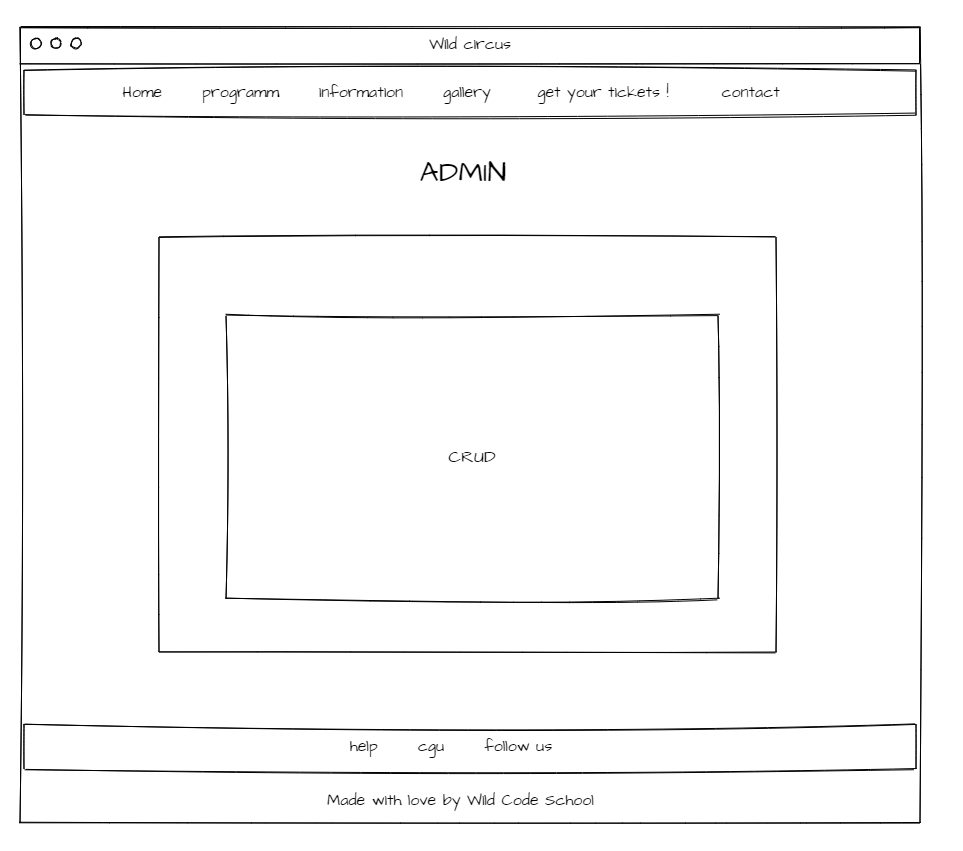 Wild circus
Home programm information gallery get your tickets !  contact
ADMIN
CRUD
help cgu follow us
Made with love by Wild Code School